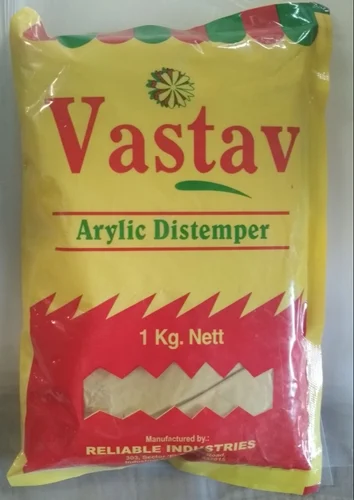 Vastav
Arylic Distemper
1 Kg. Nett
Manufactured by.:
RELIABLE INDUSTRIES